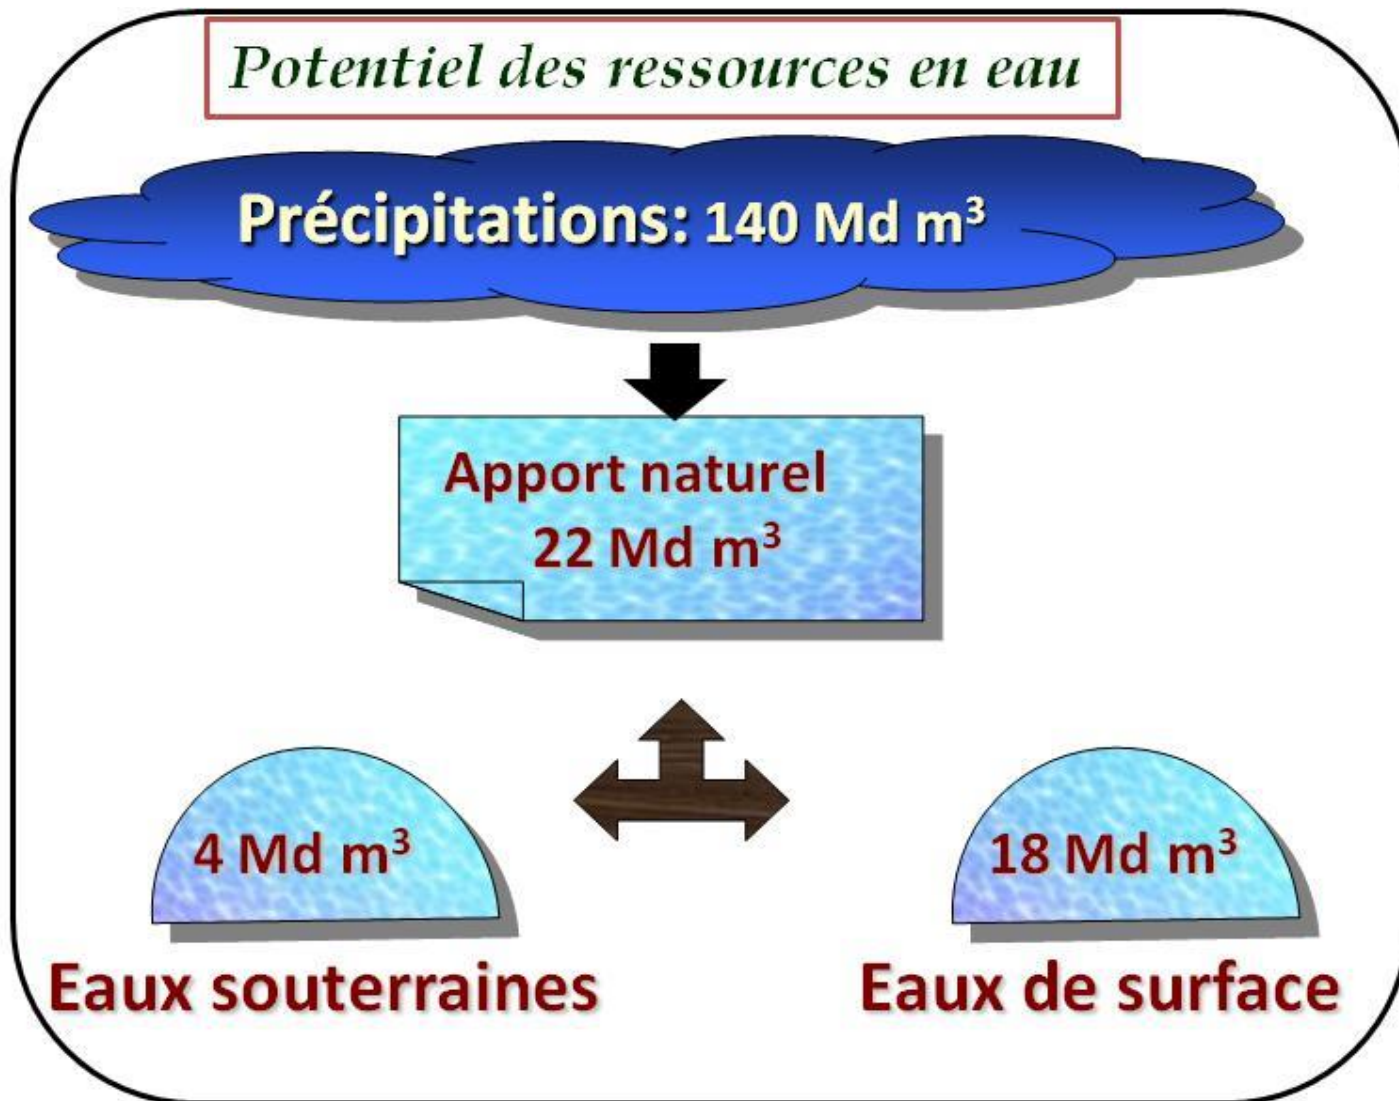 Potentiel des ressources en eau
Précipitations: 140 Md m³
Apport naturel
22 Md m³
4 Md m³
18 Md m³
Eaux souterraines
Eaux de surface